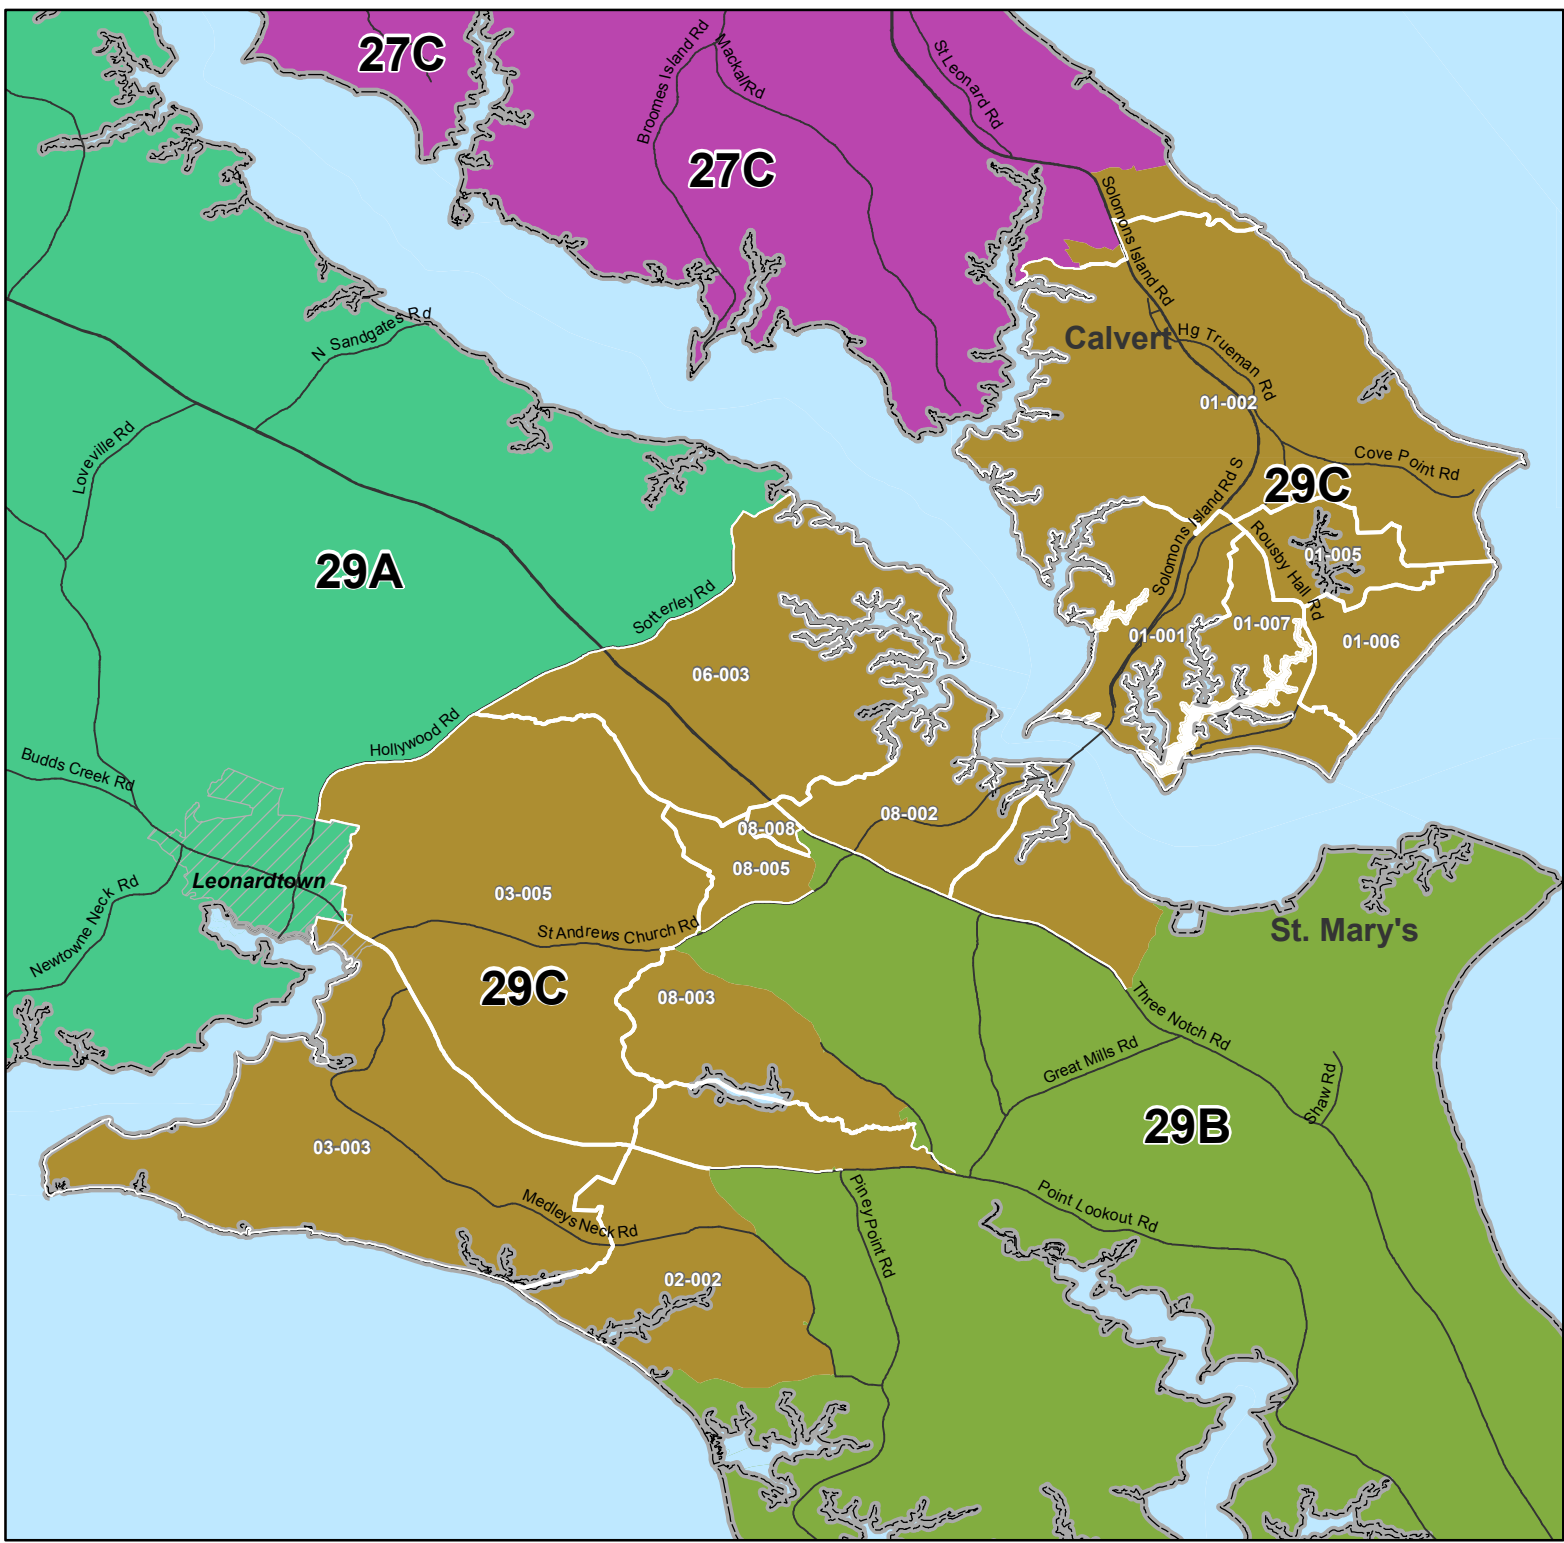 27C
Broomes Island Rd
Mackall Rd
St Leonard Rd
27C
Solomons Island Rd
N Sandgates Rd
Calvert
Hg Trueman Rd
01-002
Loveville Rd
Cove Point Rd
Solomons Island Rd S
29C
Rousby Hall Rd
01-005
29A
Sotterley Rd
01-007
01-001
01-006
06-003
Hollywood Rd
Budds Creek Rd
08-002
08-008
08-005
Leonardtown
03-005
Newtowne Neck Rd
St Andrews Church Rd
St. Mary's
29C
08-003
Three Notch Rd
Great Mills Rd
Shaw Rd
29B
03-003
Medleys Neck Rd
Piney Point Rd
Point Lookout Rd
02-002